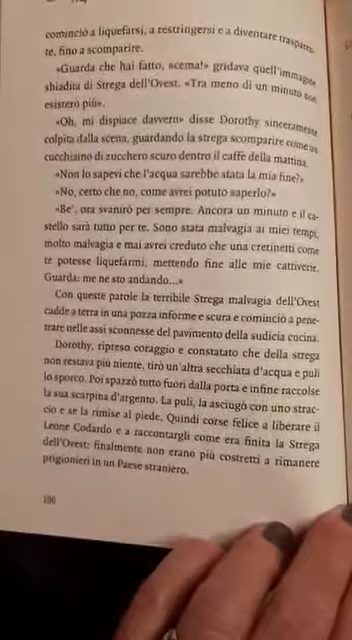 cominciò a liquefarsi, a restringersi e a diventare trasparen-
te, fino a scomparire.
«Guarda che hai fatto, scema!» gridava quell'immagine
sbiadita di Strega dell'Ovest. «Tra meno di un minuto non
esisterò più».
«Oh, mi dispiace davvero» disse Dorothy sinceramente
colpita dalla scena, guardando la strega scomparire come un
cucchiaino di zucchero scuro dentro il caffè della mattina.
«Non lo sapevi che l'acqua sarebbe stata la mia fine?»
«No, certo che no, come avrei potuto saperlo?»
«Be', ora svanirò per sempre. Ancora un minuto e il ca-
stello sarà tutto per te. Sono stata malvagia ai miei tempi,
molto malvagia e mai avrei creduto che una cretinetti come
te potesse liquefarmi, mettendo fine alle mie cattiverie.
Guarda: me ne sto andando...»
Con queste parole la terribile Strega malvagia dell'Ovest
cadde a terra in una pozza informe e scura e cominciò a pene-
trare nelle assi sconnesse del pavimento della sudicia cucina.
Dorothy, ripreso coraggio e constatato che della strega
non restava più niente, tirò un'altra secchiata d'acqua e pulì
lo sporco. Poi spazzò tutto fuori dalla porta e infine raccolse
la sua scarpina d'argento. La pulì, la asciugò con uno strac-
cio e se la rimise al piede. Quindi corse felice a liberare il
Leone Codardo e a raccontargli come era finita la Strega
dell'Ovest: finalmente non erano più costretti a rimanere
prigionieri in un Paese straniero.